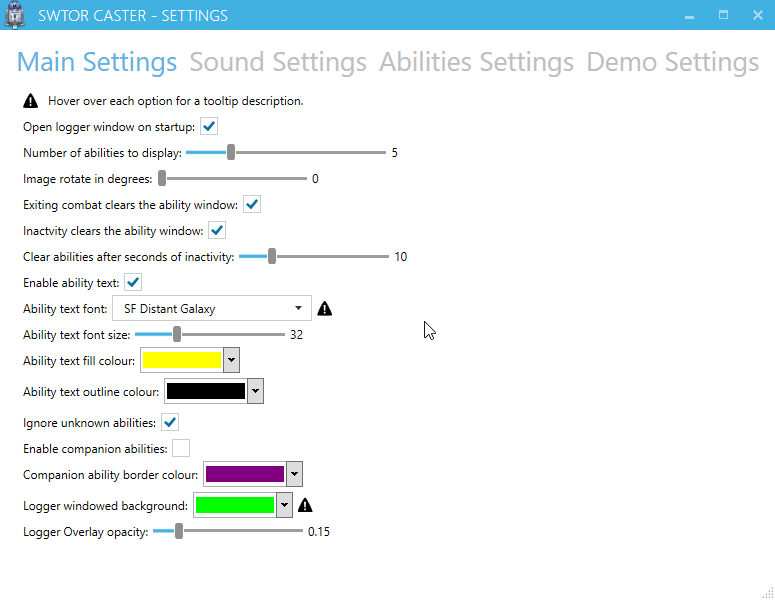 SWTOR CASTER - SETTINGS
Main Settings Sound Settings Abilities Settings Demo Settings
Hover over each option for a tooltip description.
Open logger window on startup:
Number of abilities to display: 5
Image rotate in degrees: 0
Exiting combat clears the ability window:
Inactvity clears the ability window:
Clear abilities after seconds of inactivity: 10
Enable ability text:
Ability text font: SF Distant Galaxy
Ability text font size: 32
Ability text fill colour:
Ability text outline colour:
Ignore unknown abilities:
Enable companion abilities:
Companion ability border colour:
Logger windowed background:
Logger Overlay opacity: 0.15